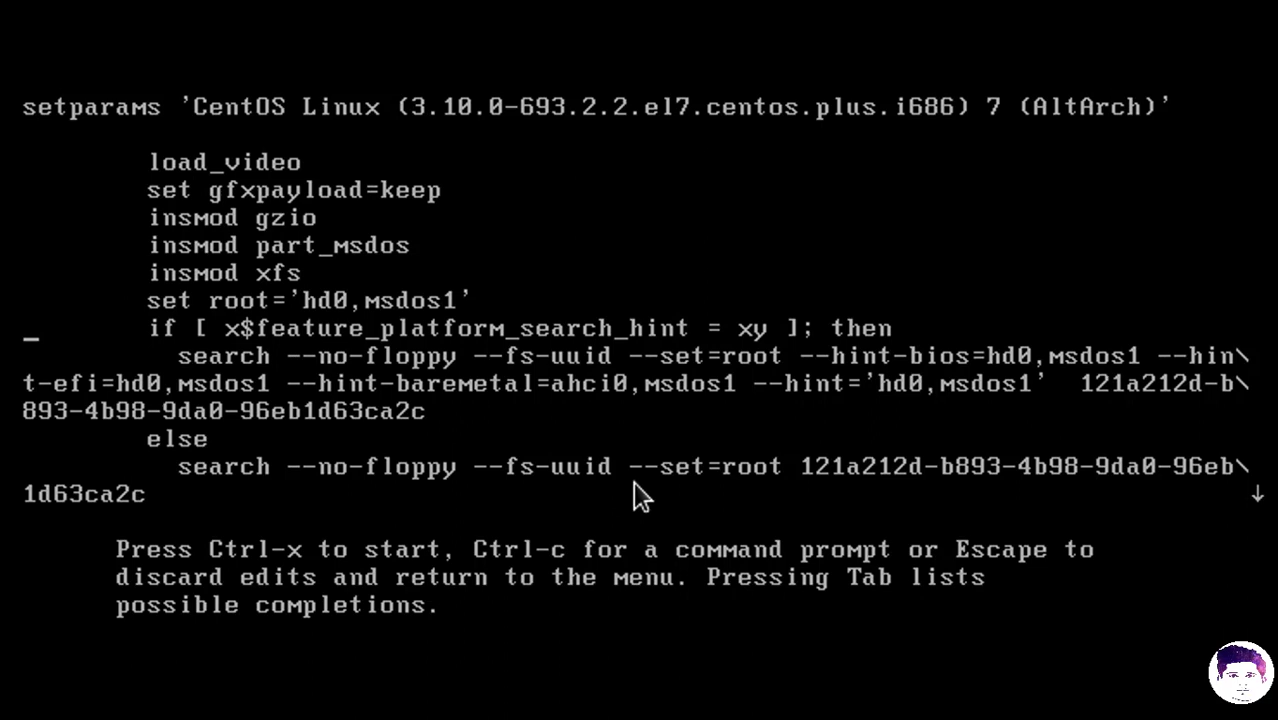 setparams 'CentOS Linux (3.10.0-693.2.2.el7.centos.plus.i686) 7 (AltArch)'
load_video
set gfxpayload=keep
insmod gzio
insmod part_msdos
insmod xfs
set root='hd0,msdos1'
if [ x$feature_platform_search_hint = xy ]; then
search --no-floppy --fs-uuid --set=root --hint-bios=hd0,msdos1 --hin\
t-efi=hd0,msdos1 --hint-baremetal=ahci0,msdos1 --hint='hd0,msdos1'  121a212d-b\
893-4b98-9da0-96eb1d63ca2c
else
search --no-floppy --fs-uuid --set=root 121a212d-b893-4b98-9da0-96eb\
1d63ca2c
Press Ctrl-x to start, Ctrl-c for a command prompt or Escape to
discard edits and return to the menu. Pressing Tab lists
possible completions.